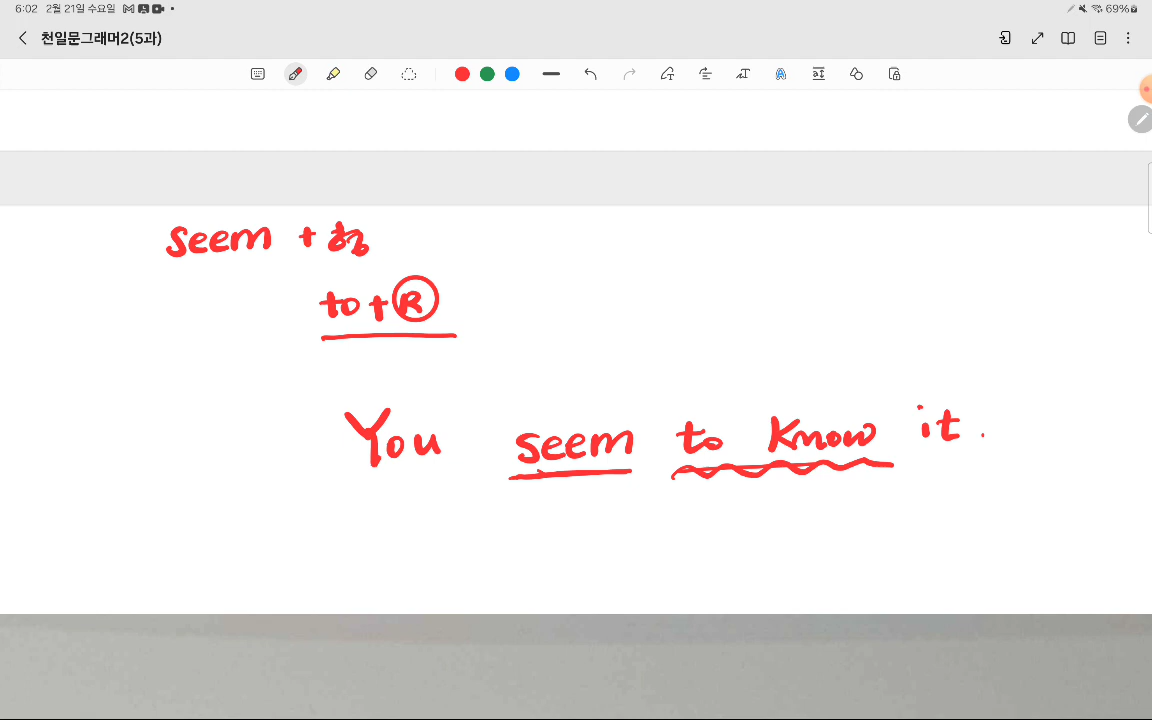 6:02 2월 21일 수요일 69%
천일문그래머2(5과)
seem + 형
to + R
You seem to know it.